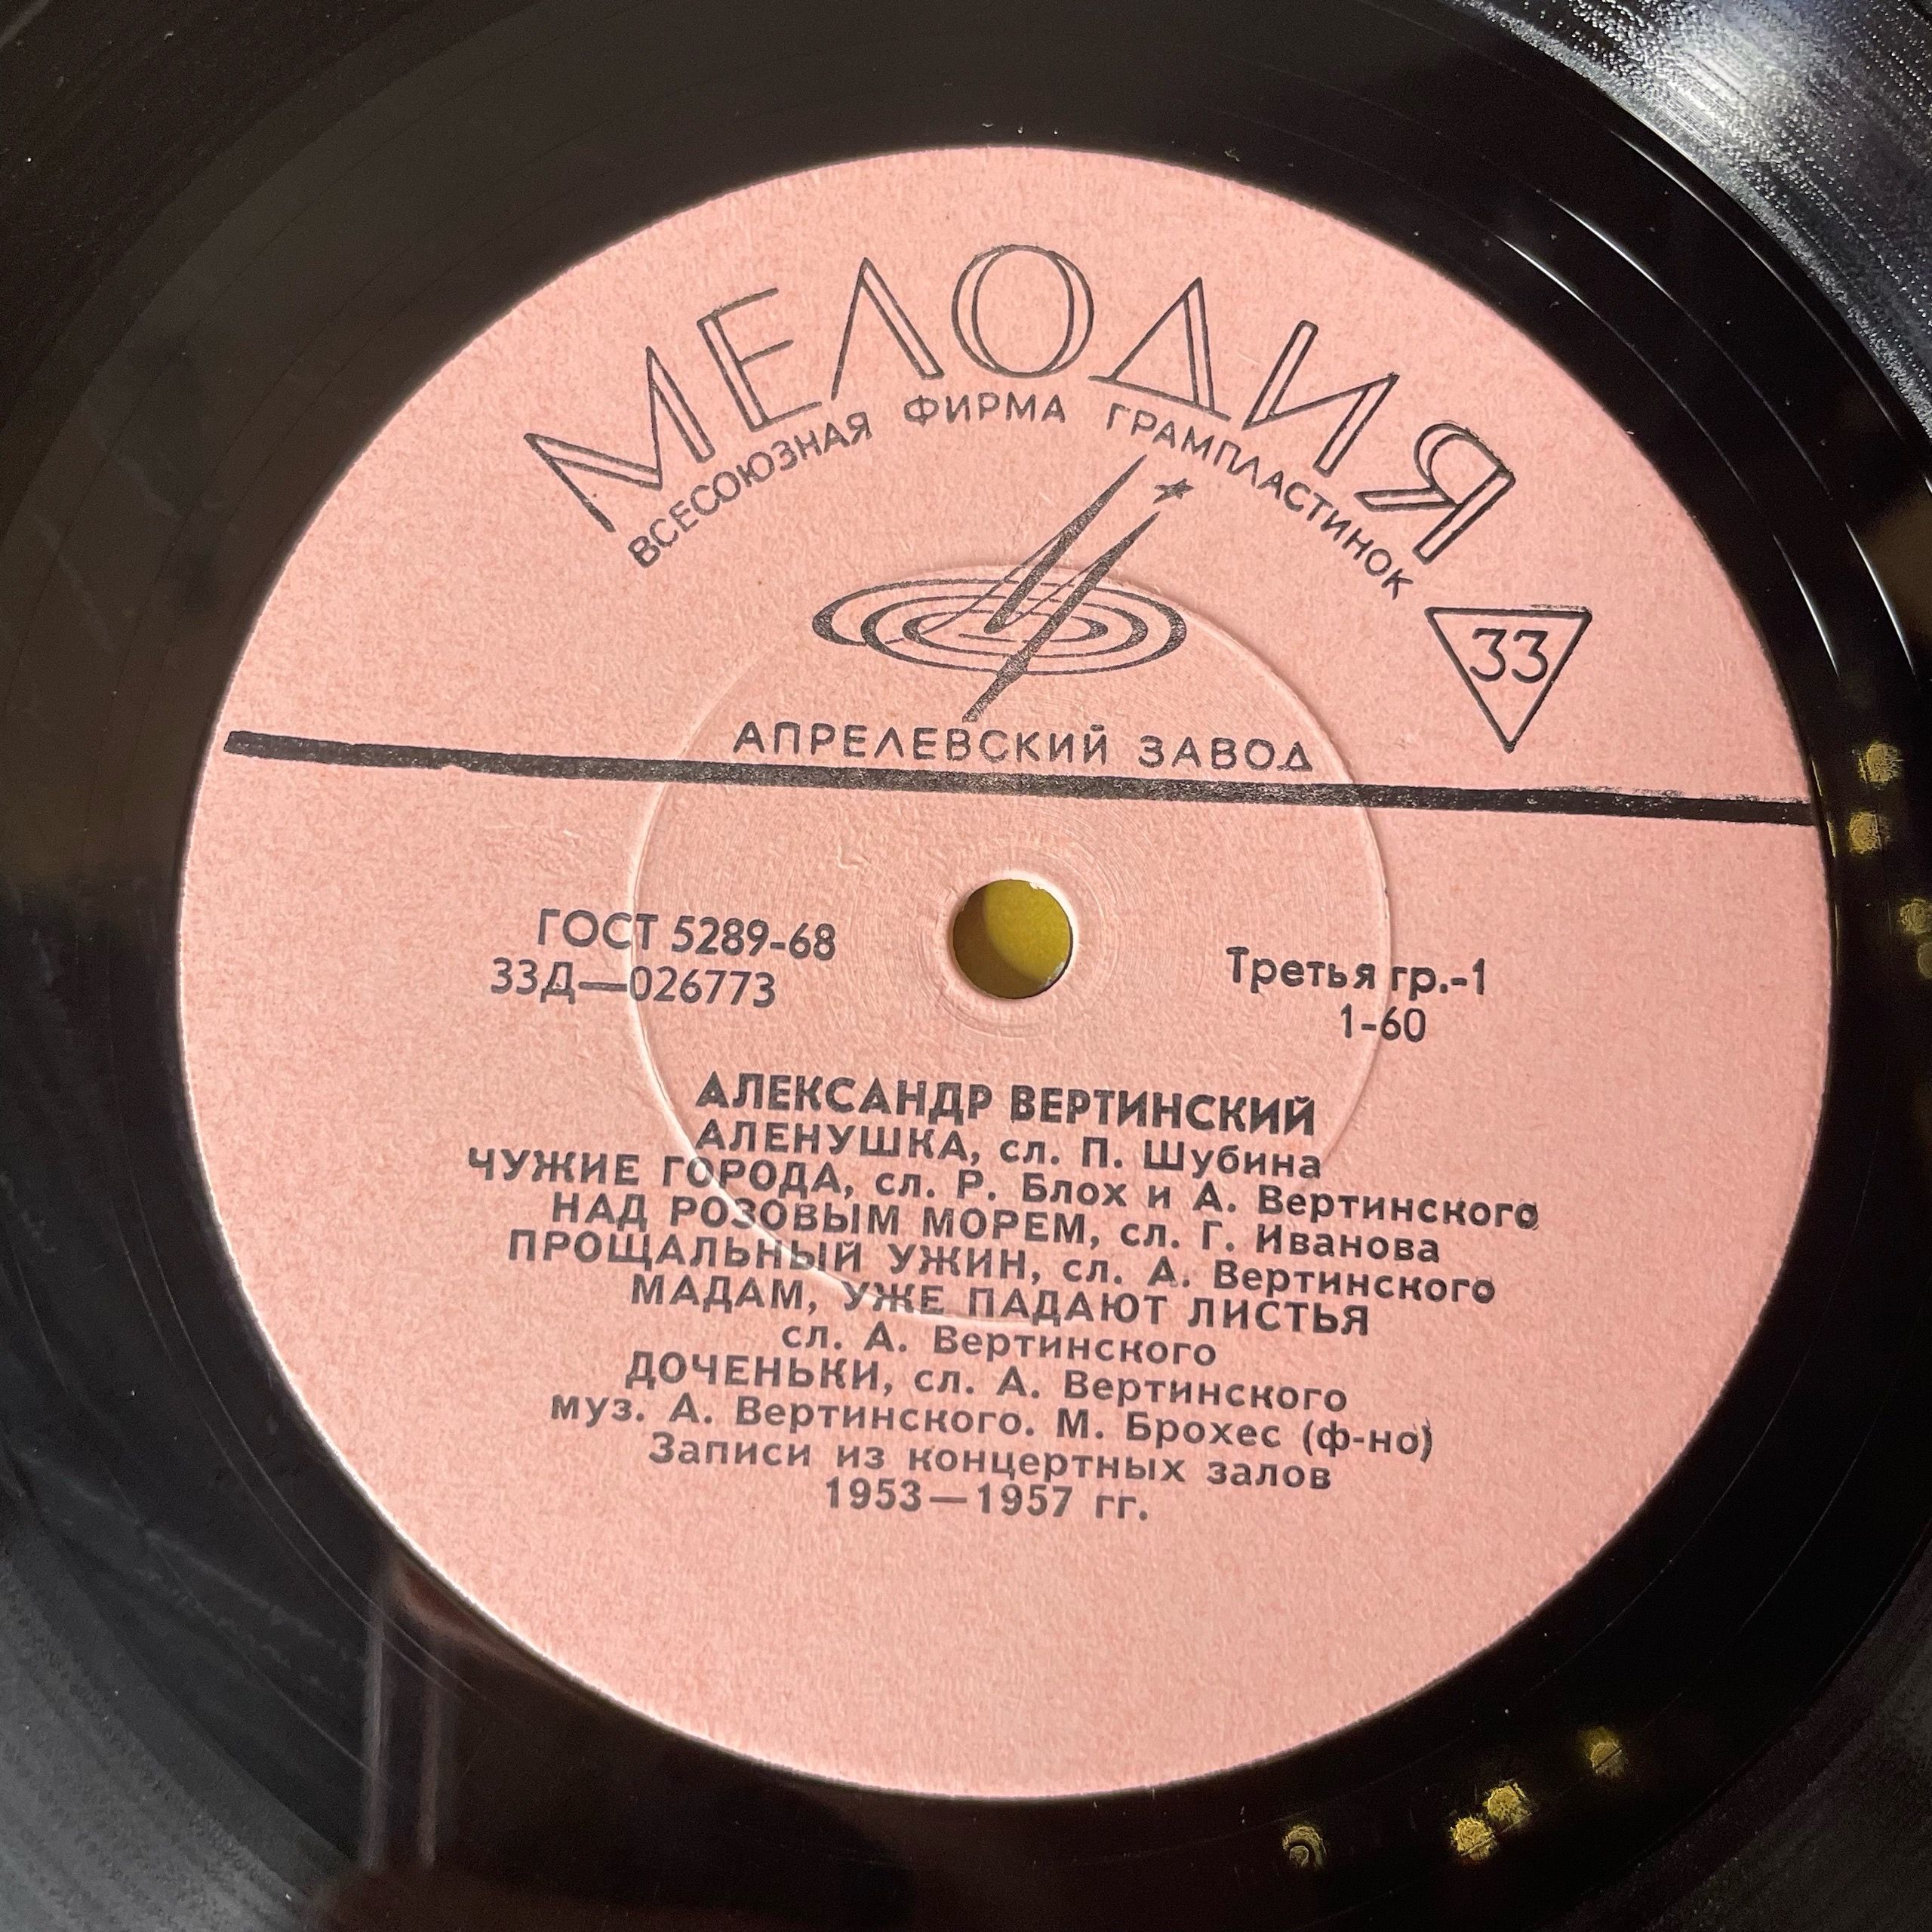 МЕЛОДИЯ
ВСЕСОЮЗНАЯ ФИРМА ГРАМПЛАСТИНОК
33
АПРЕЛЕВСКИЙ ЗАВОД
ГОСТ 5289-68
33Д—026773
Третья гр.-1
1-60
АЛЕКСАНДР ВЕРТИНСКИЙ
АЛЕНУШКА, сл. П. Шубина
ЧУЖИЕ ГОРОДА, сл. Р. Блох и А. Вертинского
НАД РОЗОВЫМ МОРЕМ, сл. Г. Иванова
ПРОЩАЛЬНЫЙ УЖИН, сл. А. Вертинского
МАДАМ, УЖЕ ПАДАЮТ ЛИСТЬЯ
сл. А. Вертинского
ДОЧЕНЬКИ, сл. А. Вертинского
муз. А. Вертинского. М. Брохес (ф-но)
Записи из концертных залов
1953—1957 гг.